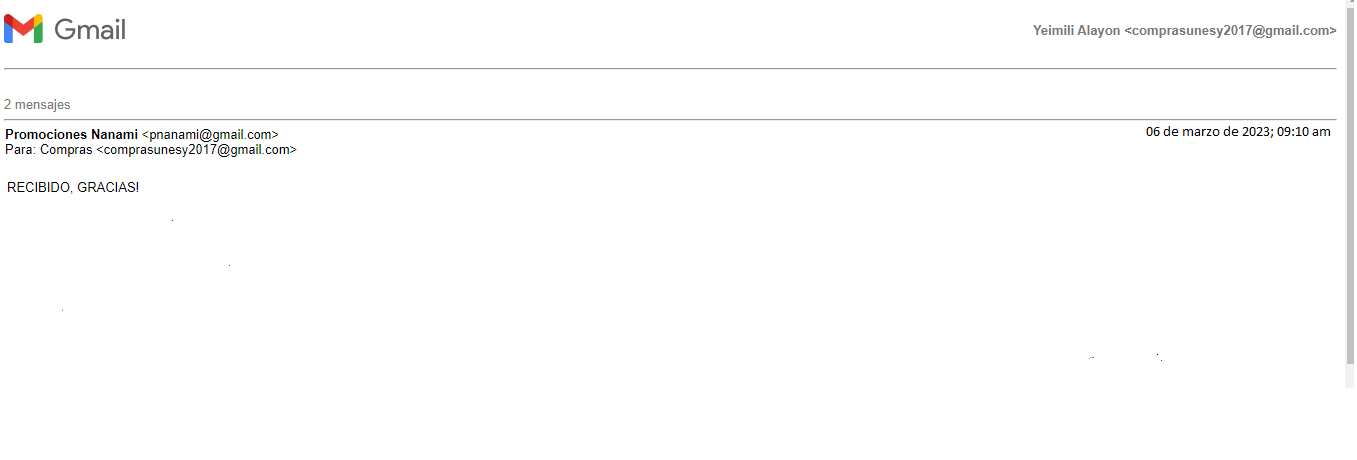 Gmail
Yeimili Alayon <comprasunesy2017@gmail.com>
2 mensajes
Promociones Nanami <pnanami@gmail.com>
06 de marzo de 2023; 09:10 am
Para: Compras <comprasunesy2017@gmail.com>
RECIBIDO, GRACIAS!